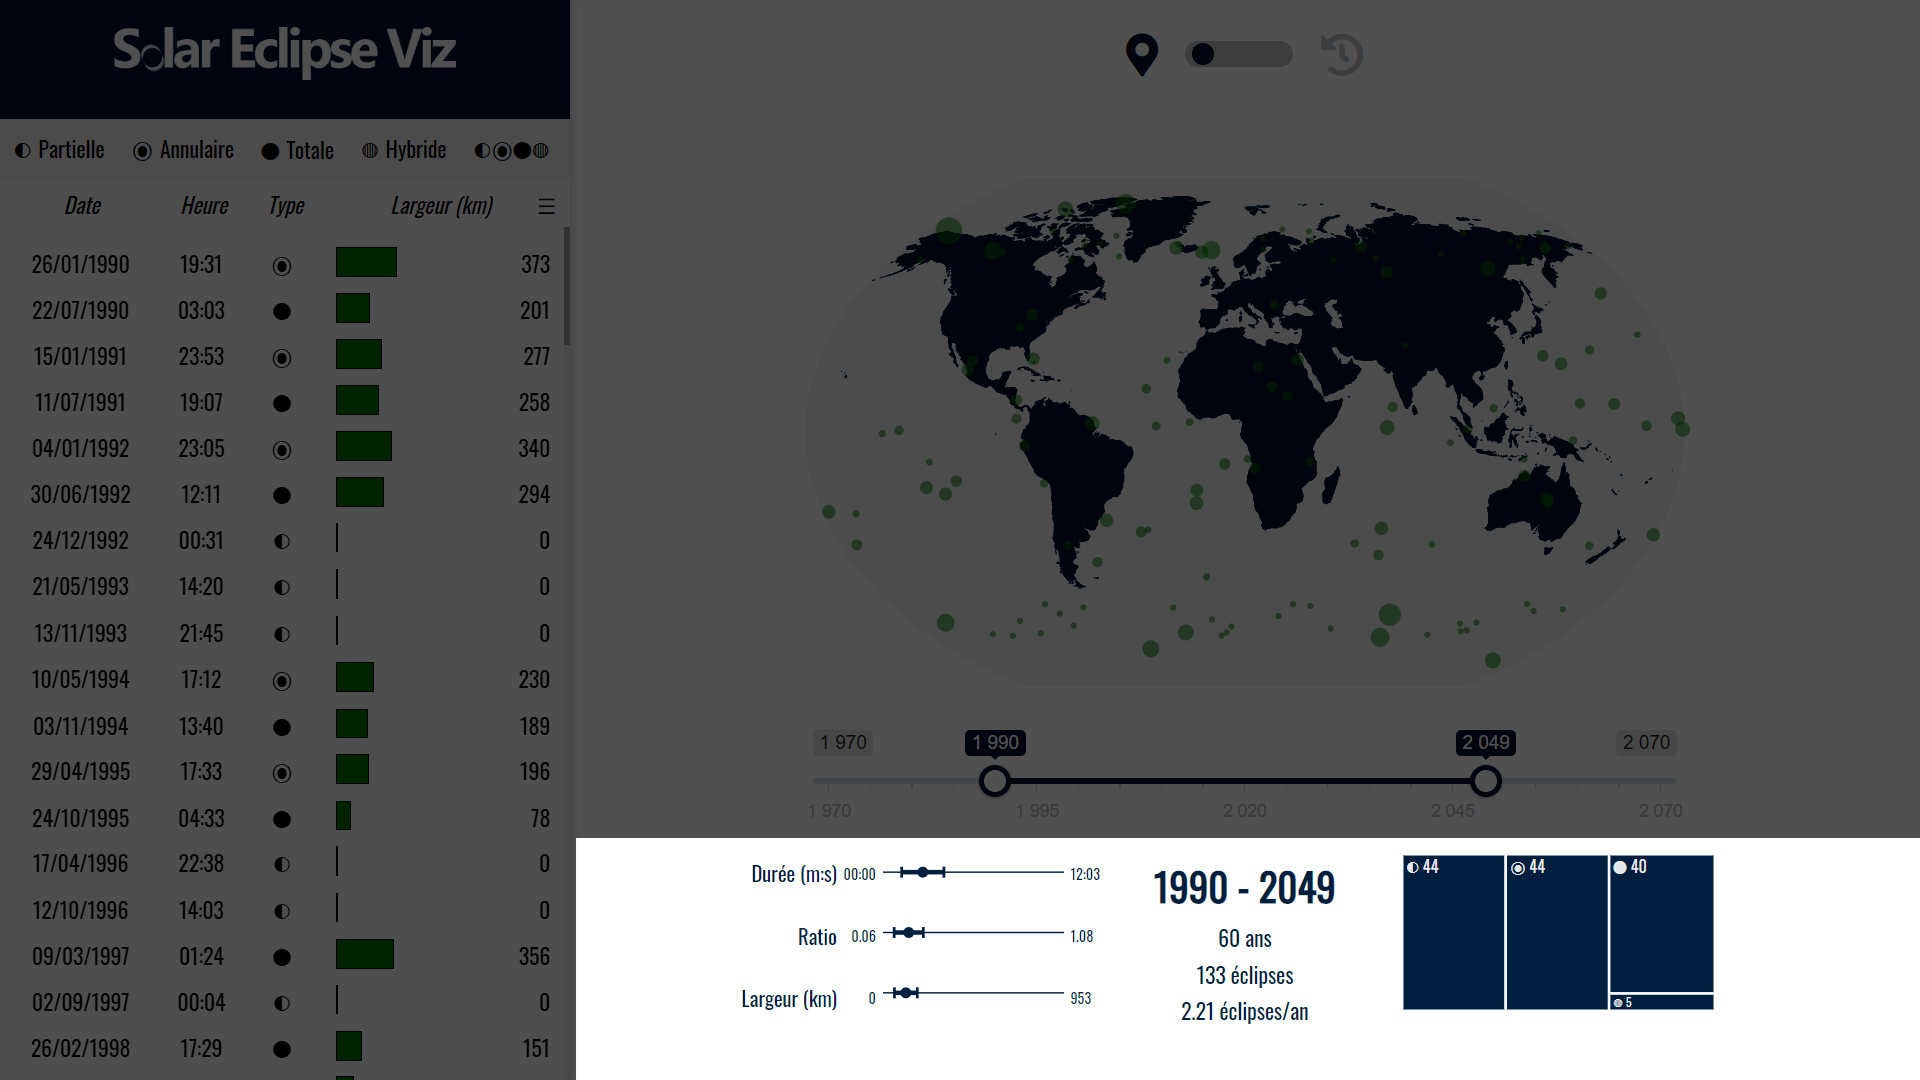 Solar Eclipse Viz
Partielle Annulaire Totale Hybride
Date Heure Type Largeur (km)
26/01/1990 19:31 373
22/07/1990 03:03 201
15/01/1991 23:53 277
11/07/1991 19:07 258
04/01/1992 23:05 340
30/06/1992 12:11 294
24/12/1992 00:31 0
21/05/1993 14:20 0
13/11/1993 21:45 0
10/05/1994 17:12 230
03/11/1994 13:40 189
29/04/1995 17:33 196
24/10/1995 04:33 78
17/04/1996 22:38 0
12/10/1996 14:03 0
09/03/1997 01:24 356
02/09/1997 00:04 0
26/02/1998 17:29 151
1 970 1 990 2 049 2 070
1 970 1 995 2 020 2 045 2 070
Durée (m:s) 00:00 12:03
Ratio 0.06 1.08
Largeur (km) 0 953
1990 - 2049
60 ans
133 éclipses
2.21 éclipses/an
44 44 40
5